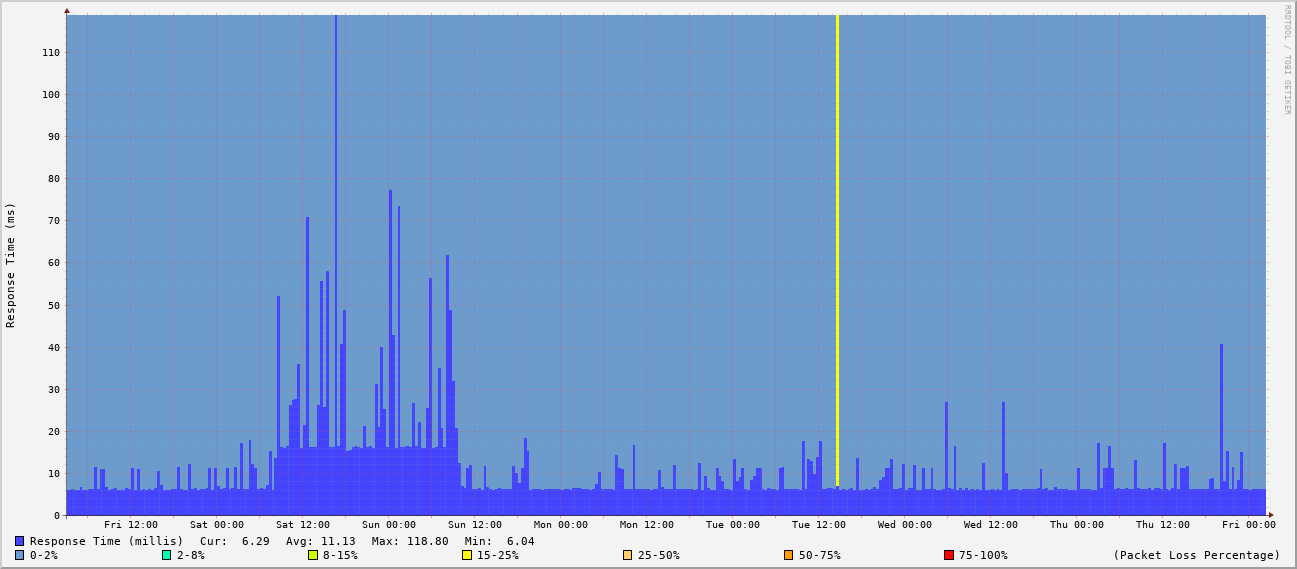 RRDTOOL / TOBI OETIKER
Response Time (ms)
110
100
90
80
70
60
50
40
30
20
10
0
Fri 12:00 Sat 00:00 Sat 12:00 Sun 00:00 Sun 12:00 Mon 00:00 Mon 12:00 Tue 00:00 Tue 12:00 Wed 00:00 Wed 12:00 Thu 00:00 Thu 12:00 Fri 00:00
Response Time (millis) Cur: 6.29 Avg: 11.13 Max: 118.80 Min: 6.04
0-2% 2-8% 8-15% 15-25% 25-50% 50-75% 75-100% (Packet Loss Percentage)